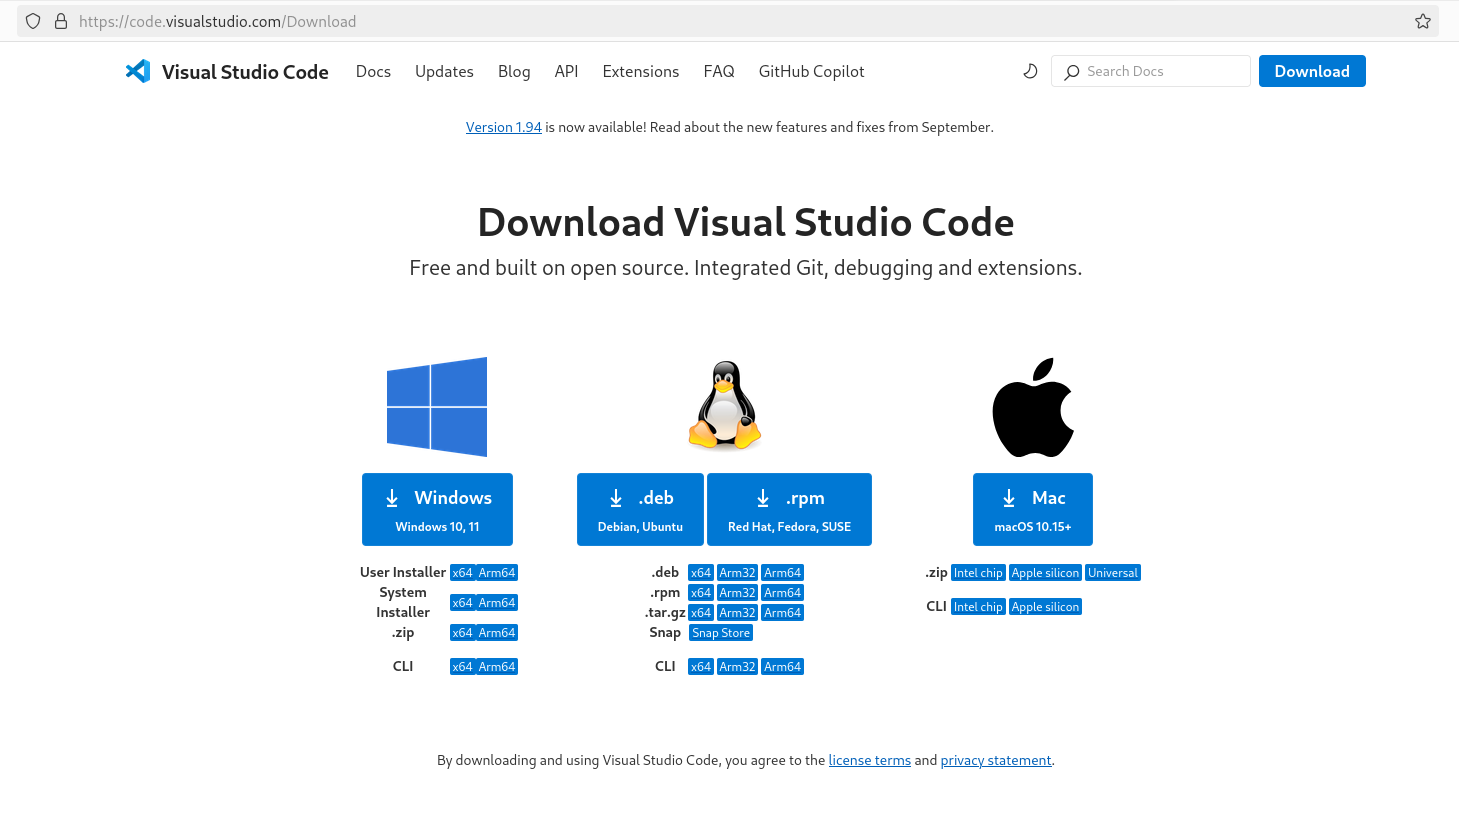 https://code.visualstudio.com/Download
Visual Studio Code Docs Updates Blog API Extensions FAQ GitHub Copilot Search Docs Download
Version 1.94 is now available! Read about the new features and fixes from September.
Download Visual Studio Code
Free and built on open source. Integrated Git, debugging and extensions.
Windows
Windows 10, 11
User Installer x64 Arm64
System
Installer x64 Arm64
.zip x64 Arm64
CLI x64 Arm64
.deb
Debian, Ubuntu
.rpm
Red Hat, Fedora, SUSE
.deb x64 Arm32 Arm64
.rpm x64 Arm32 Arm64
.tar.gz x64 Arm32 Arm64
Snap Snap Store
CLI x64 Arm32 Arm64
Mac
macOS 10.15+
.zip Intel chip Apple silicon Universal
CLI Intel chip Apple silicon
By downloading and using Visual Studio Code, you agree to the license terms and privacy statement.